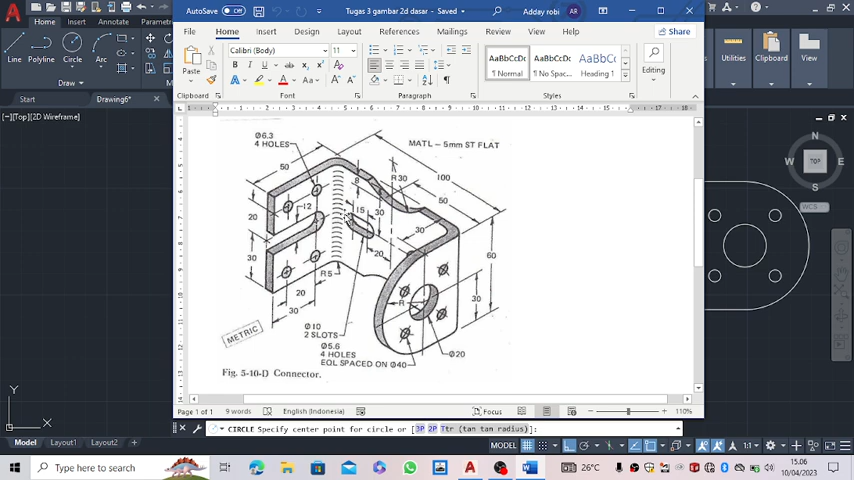 AutoSave Off Tugas 3 gambar 2d dasar - Saved Adday robi AR
Home Insert Annotate Parametric
File Home Insert Draw Design Layout References Mailings Review View Share
Line Polyline Circle Arc
Draw
Paste
Calibri (Body) 11
B I U ab A Aa A A
Clipboard Font Paragraph Styles
AaBbCcDc AaBbCcDc AaBbCc
¶ Normal ¶ No Spac... Heading 1
Editing
Utilities Clipboard View
Start Drawing6*
[−][Top][2D Wireframe]
N
W TOP E
S
WCS
Ø6.3
4 HOLES
MATL – 5mm ST FLAT
50
8
R30
100
50
12
15
30
20
30
60
30
20
R5
20
30
R
30
METRIC
Ø10
2 SLOTS
Ø5.6
4 HOLES
EQL SPACED ON Ø40
Ø20
Fig. 5-10-D Connector.
Y
X
Page 1 of 1 9 words English (Indonesia) Focus 110%
CIRCLE Specify center point for circle or [3P 2P Ttr (tan tan radius)]:
Model Layout1 Layout2 MODEL 1:1
Type here to search
26°C
15.06
10/04/2023